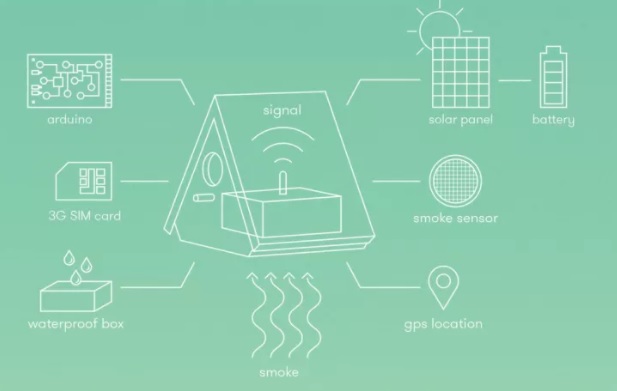 signal
arduino
solar panel
battery
3G SIM card
smoke sensor
waterproof box
gps location
smoke